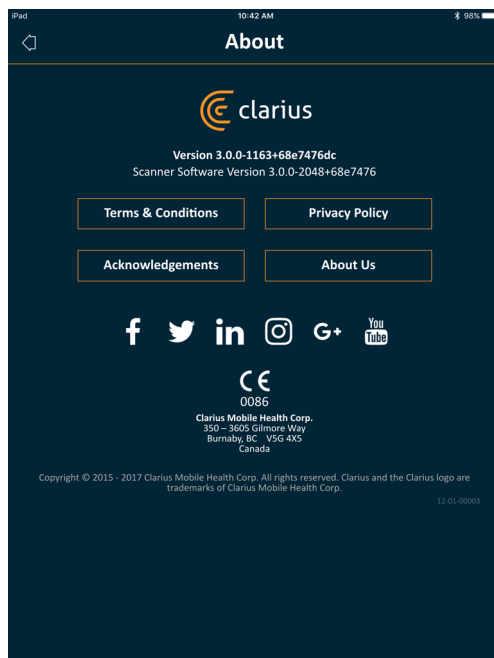 iPad 10:42 AM 98%
About
clarius
Version 3.0.0-1163+68e7476dc
Scanner Software Version 3.0.0-2048+68e7476
Terms & Conditions Privacy Policy
Acknowledgements About Us
f in G+ You Tube
CE
0086
Clarius Mobile Health Corp.
350 – 3605 Gilmore Way
Burnaby, BC V5G 4X5
Canada
Copyright © 2015 - 2017 Clarius Mobile Health Corp. All rights reserved. Clarius and the Clarius logo are
trademarks of Clarius Mobile Health Corp.
12-01-00003